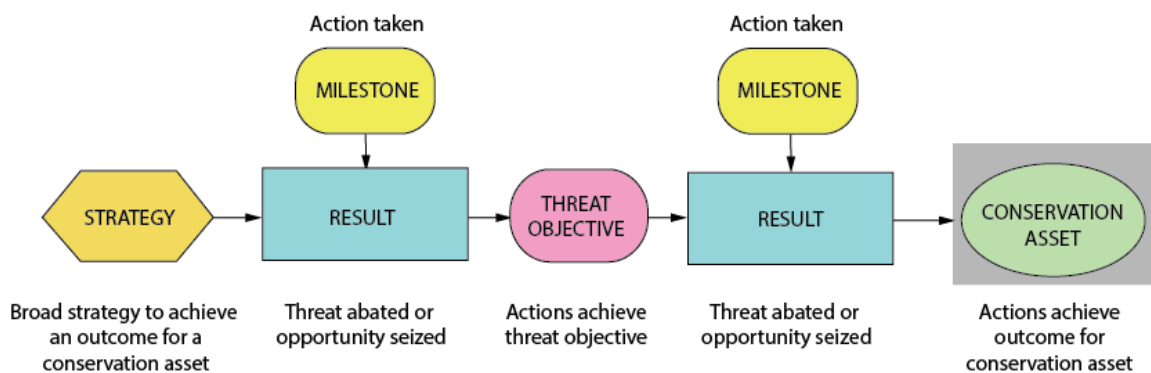 Action taken
Action taken
MILESTONE
MILESTONE
STRATEGY
RESULT
THREAT
OBJECTIVE
RESULT
CONSERVATION
ASSET
Broad strategy to achieve
an outcome for a
conservation asset
Threat abated or
opportunity seized
Actions achieve
threat objective
Threat abated or
opportunity seized
Actions achieve
outcome for
conservation asset